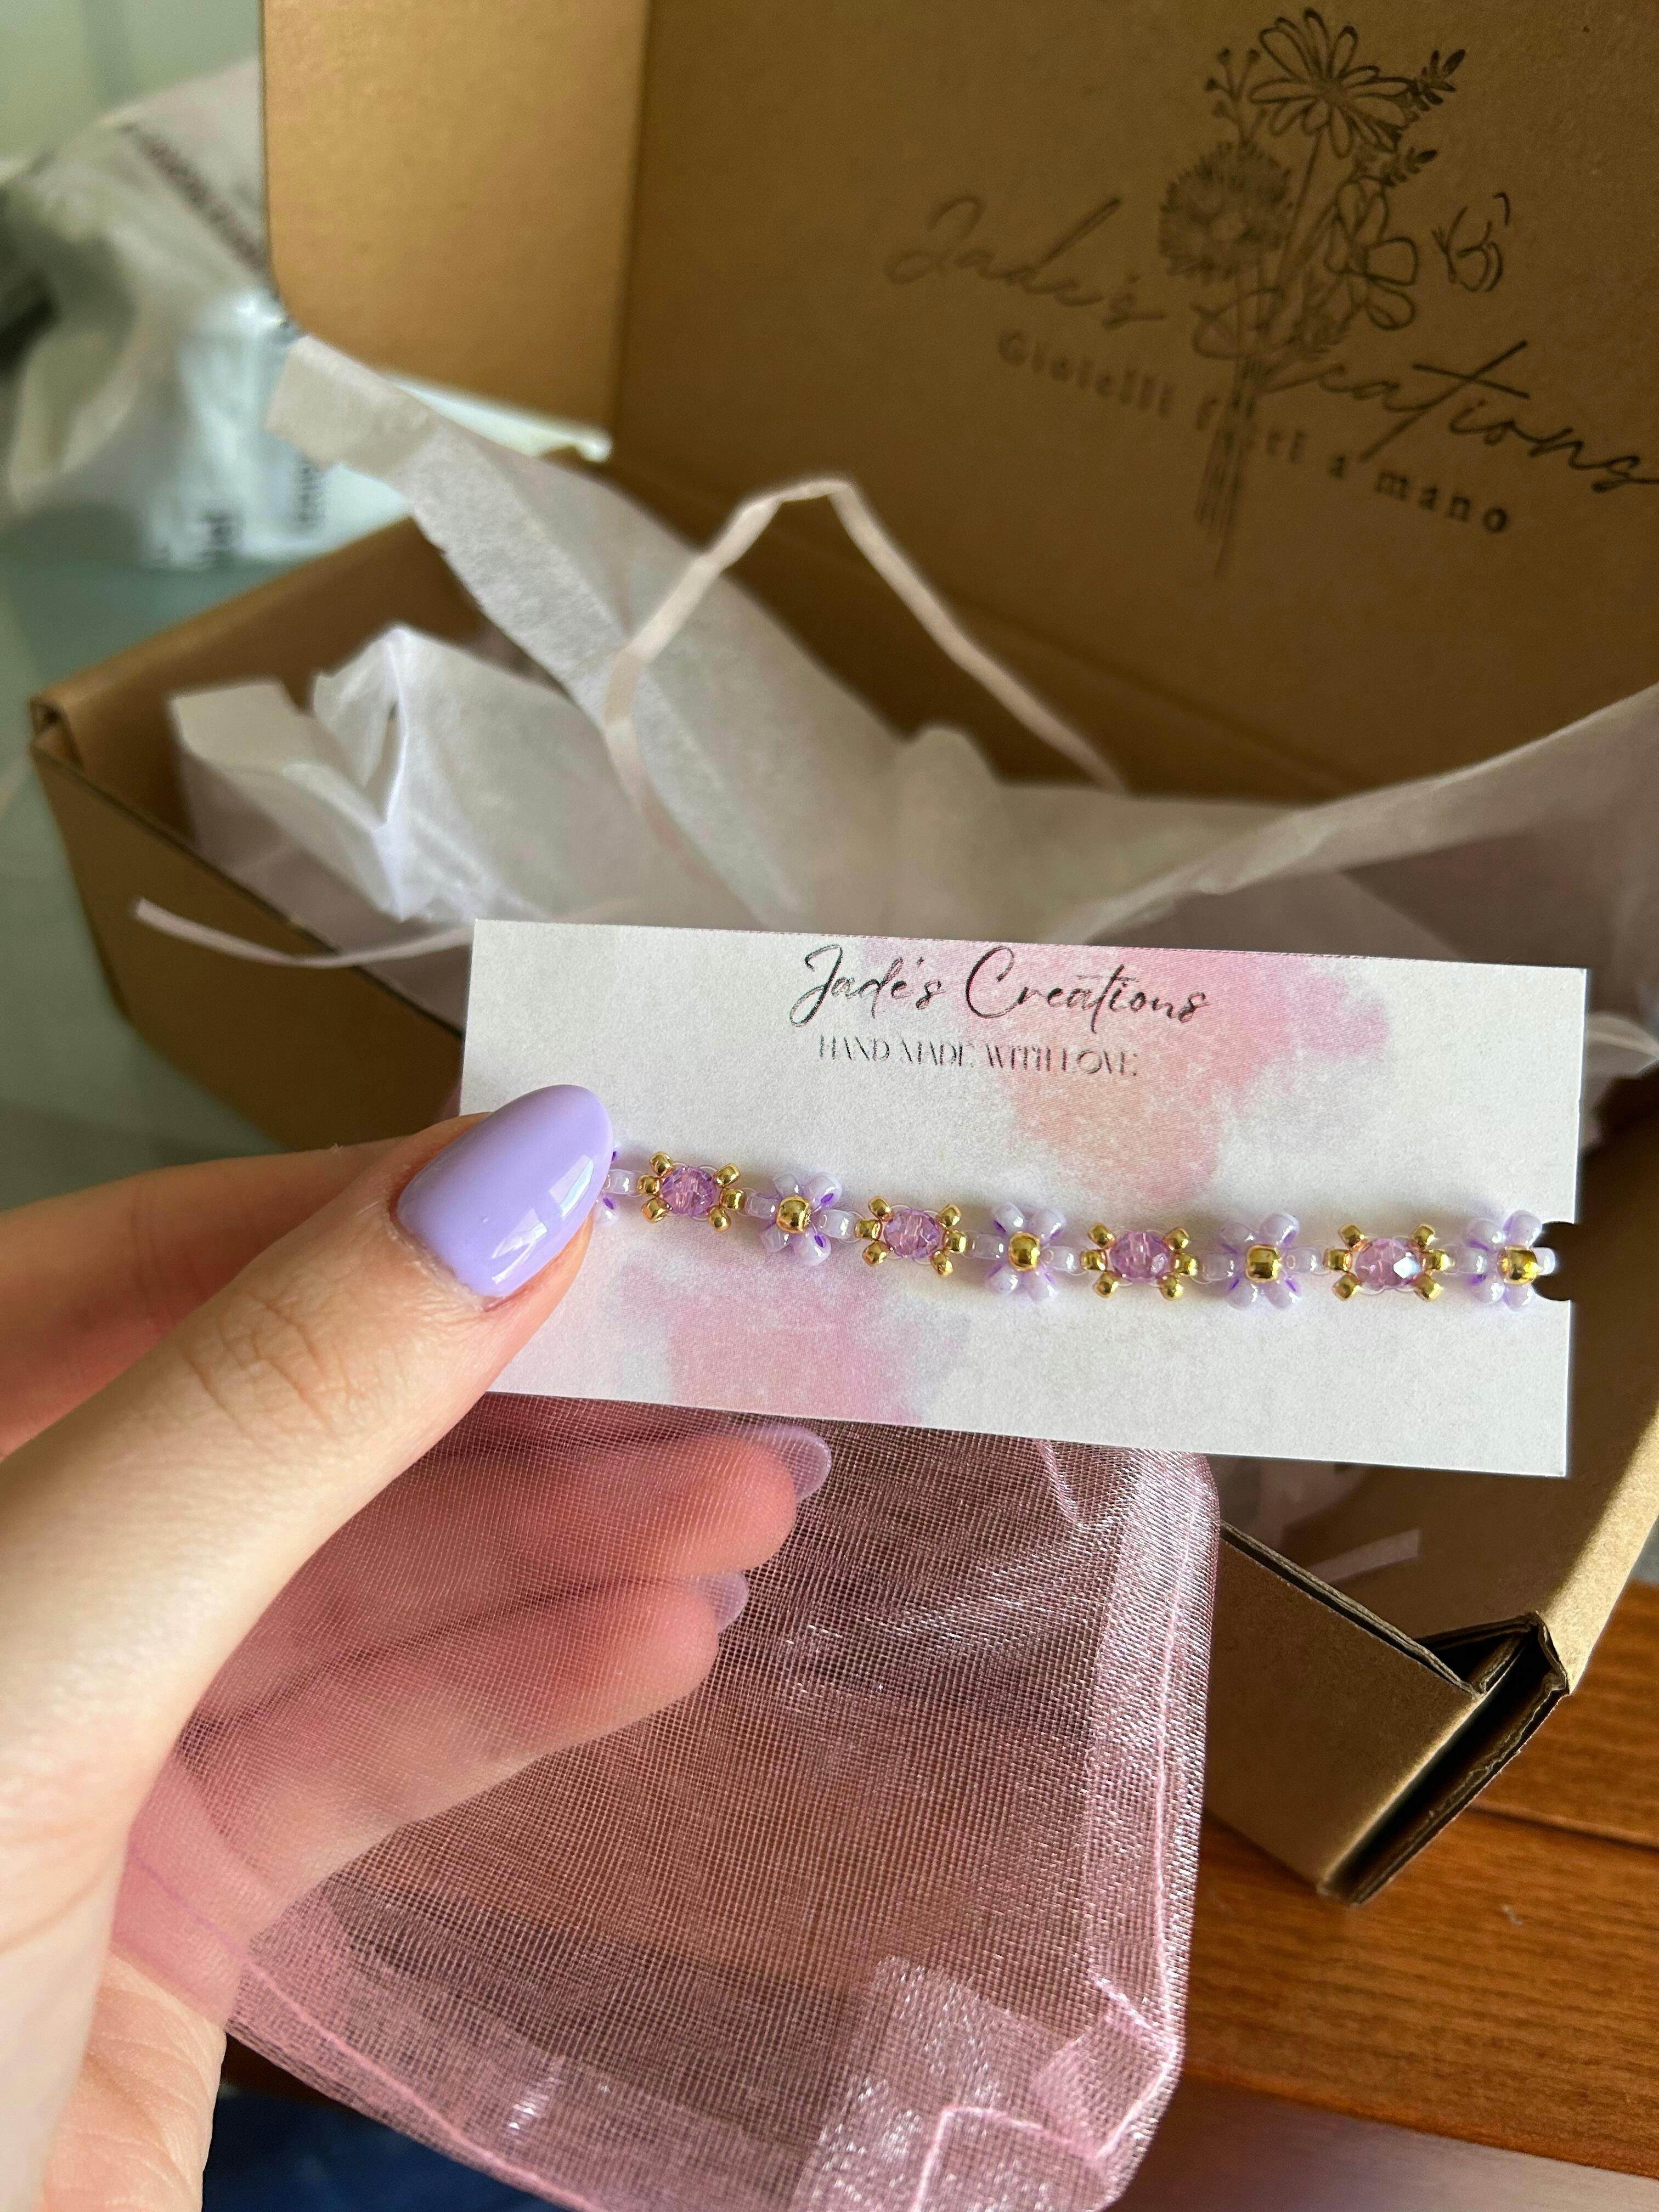 Jade's Creations
Gioielli fatti a mano
Jade's Creations
HAND MADE WITH LOVE